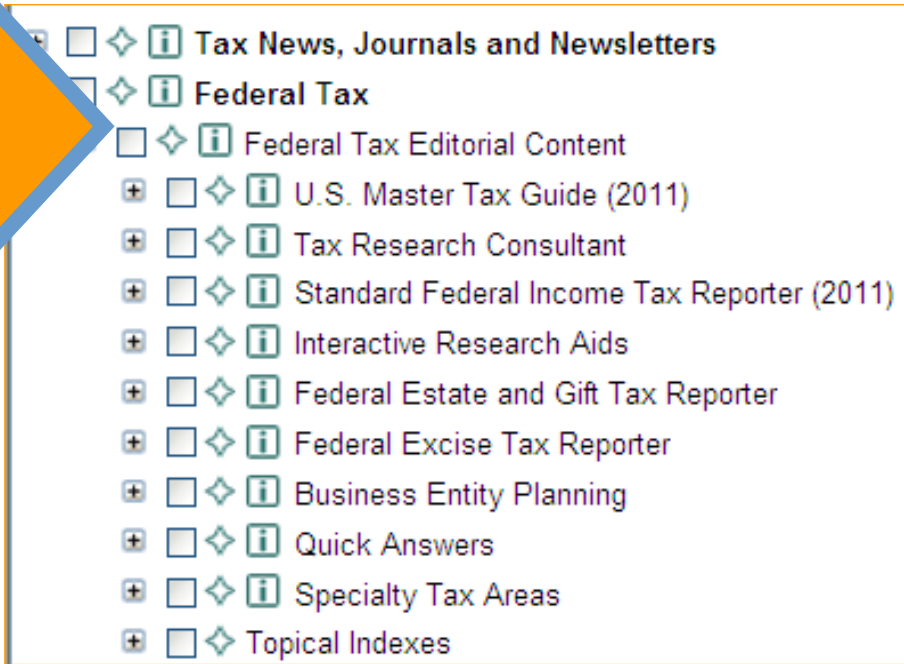 Tax News, Journals and Newsletters
Federal Tax
Federal Tax Editorial Content
U.S. Master Tax Guide (2011)
Tax Research Consultant
Standard Federal Income Tax Reporter (2011)
Interactive Research Aids
Federal Estate and Gift Tax Reporter
Federal Excise Tax Reporter
Business Entity Planning
Quick Answers
Specialty Tax Areas
Topical Indexes